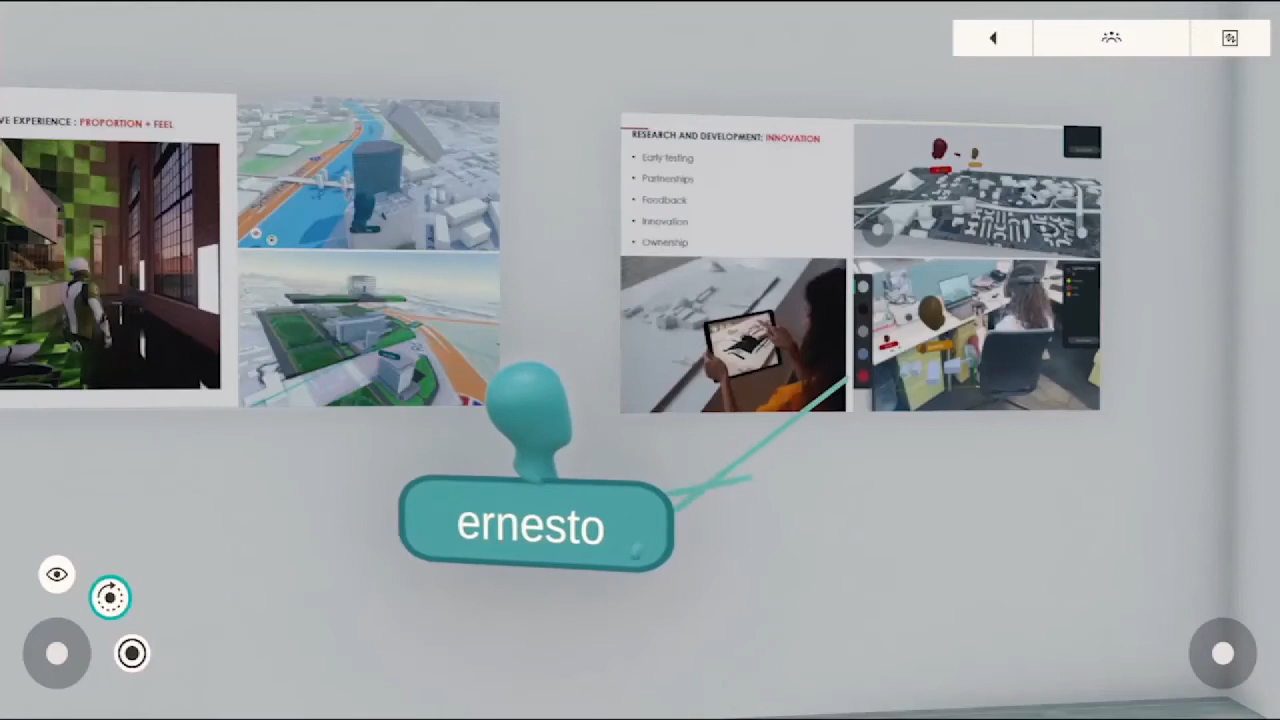 VE EXPERIENCE : PROPORTION + FEEL
RESEARCH AND DEVELOPMENT: INNOVATION
• Early testing
• Partnerships
• Feedback
• Innovation
• Ownership
ernesto